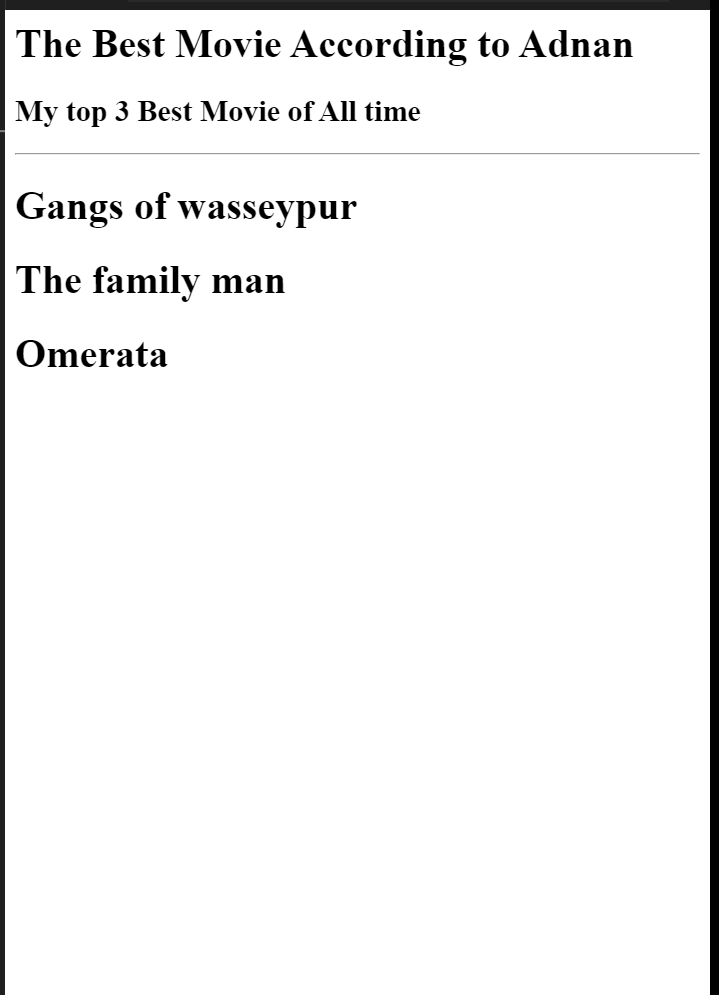 The Best Movie According to Adnan
My top 3 Best Movie of All time
Gangs of wasseypur
The family man
Omerata